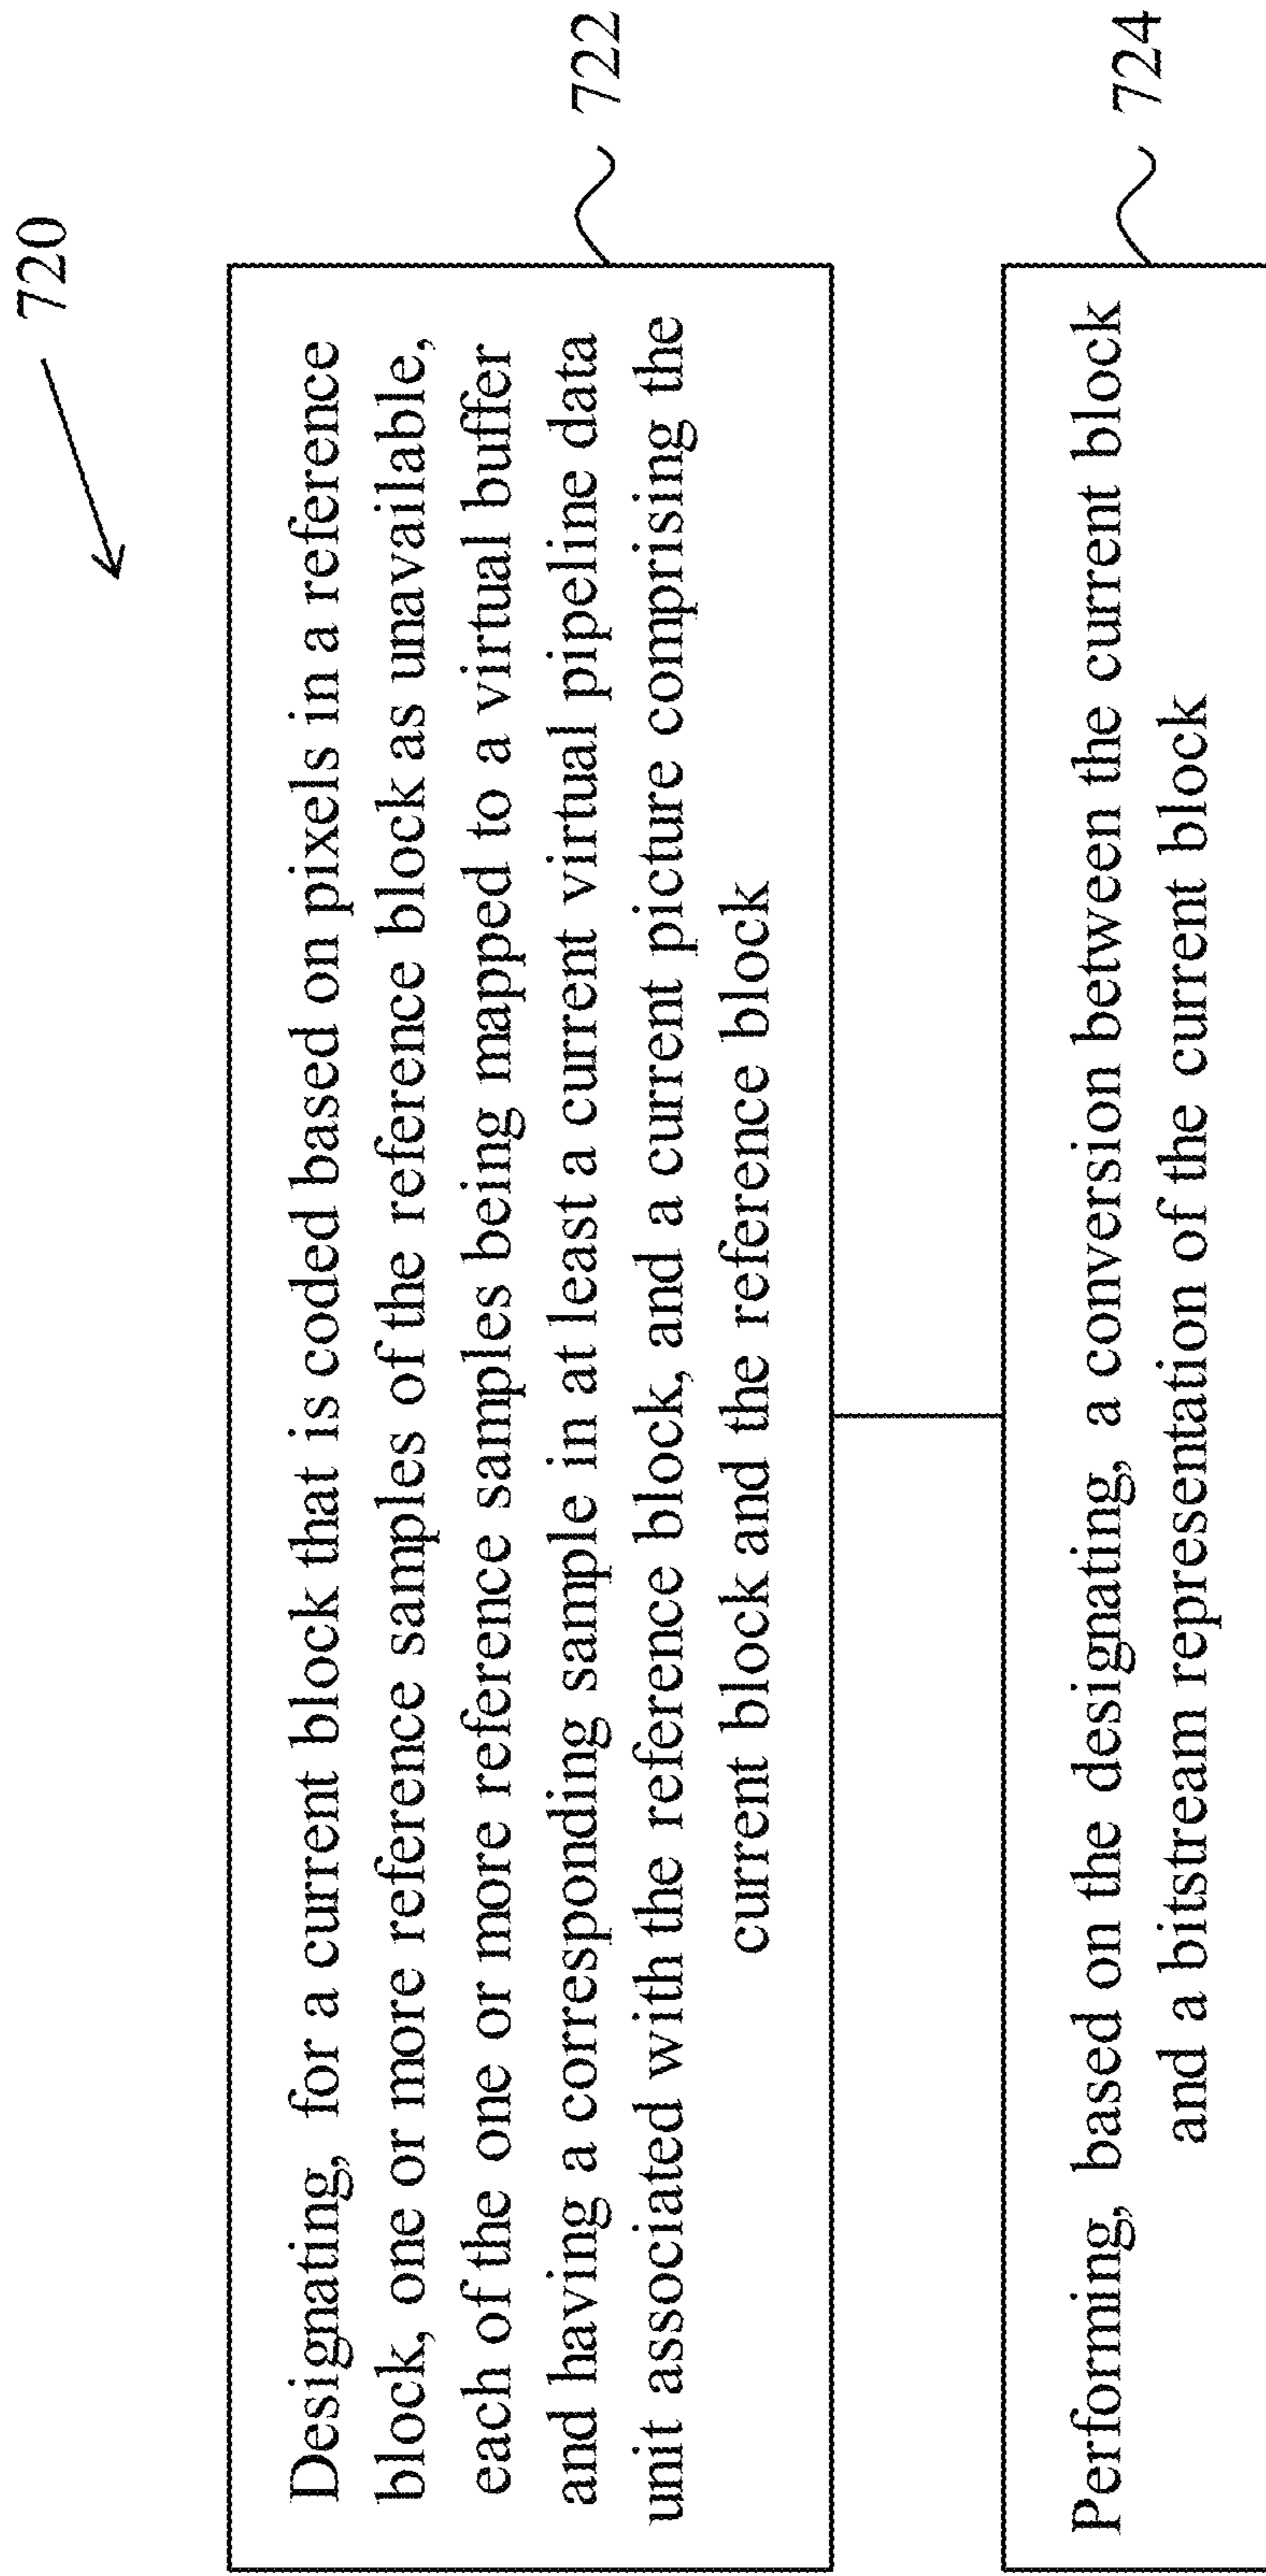 720
Designating, for a current block that is coded based on pixels in a reference
block, one or more reference samples of the reference block as unavailable,
each of the one or more reference samples being mapped to a virtual buffer
and having a corresponding sample in at least a current virtual pipeline data
unit associated with the reference block, and a current picture comprising the
current block and the reference block
722
Performing, based on the designating, a conversion between the current block
and a bitstream representation of the current block
724